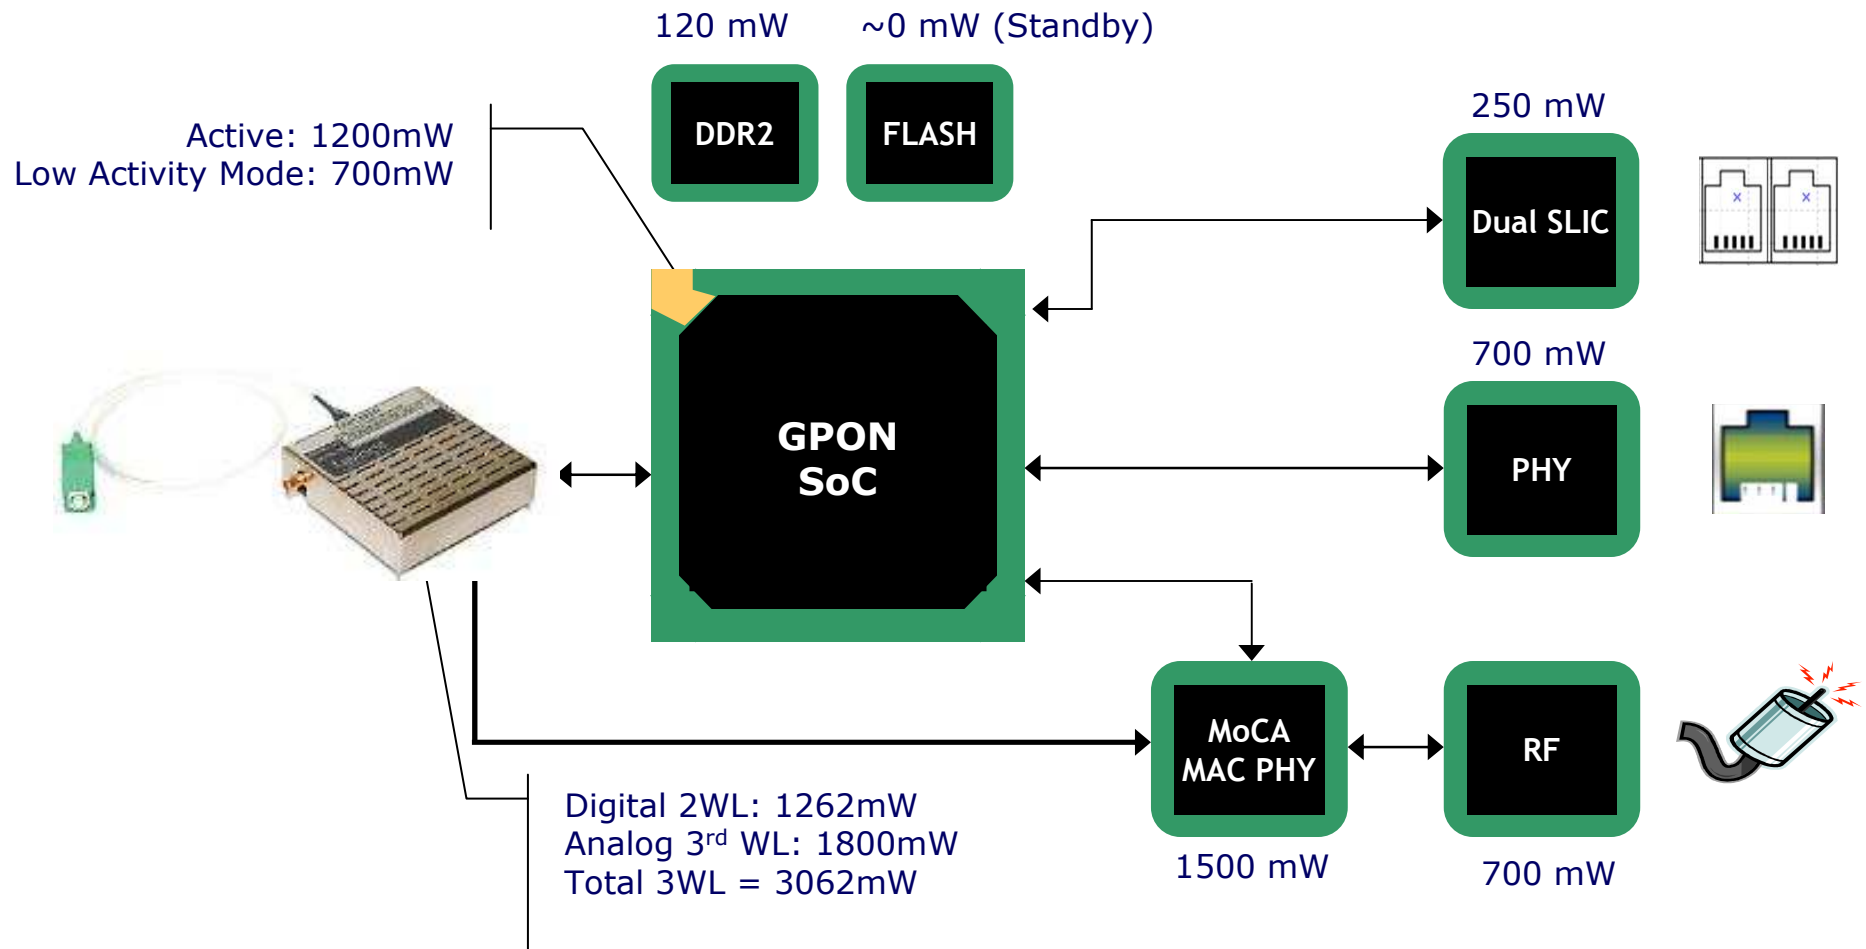 120 mW
~0 mW (Standby)
DDR2
FLASH
Active: 1200mW
Low Activity Mode: 700mW
250 mW
Dual SLIC
x x
700 mW
PHY
GPON
SoC
MoCA
MAC PHY
1500 mW
RF
700 mW
Digital 2WL: 1262mW
Analog 3rd WL: 1800mW
Total 3WL = 3062mW